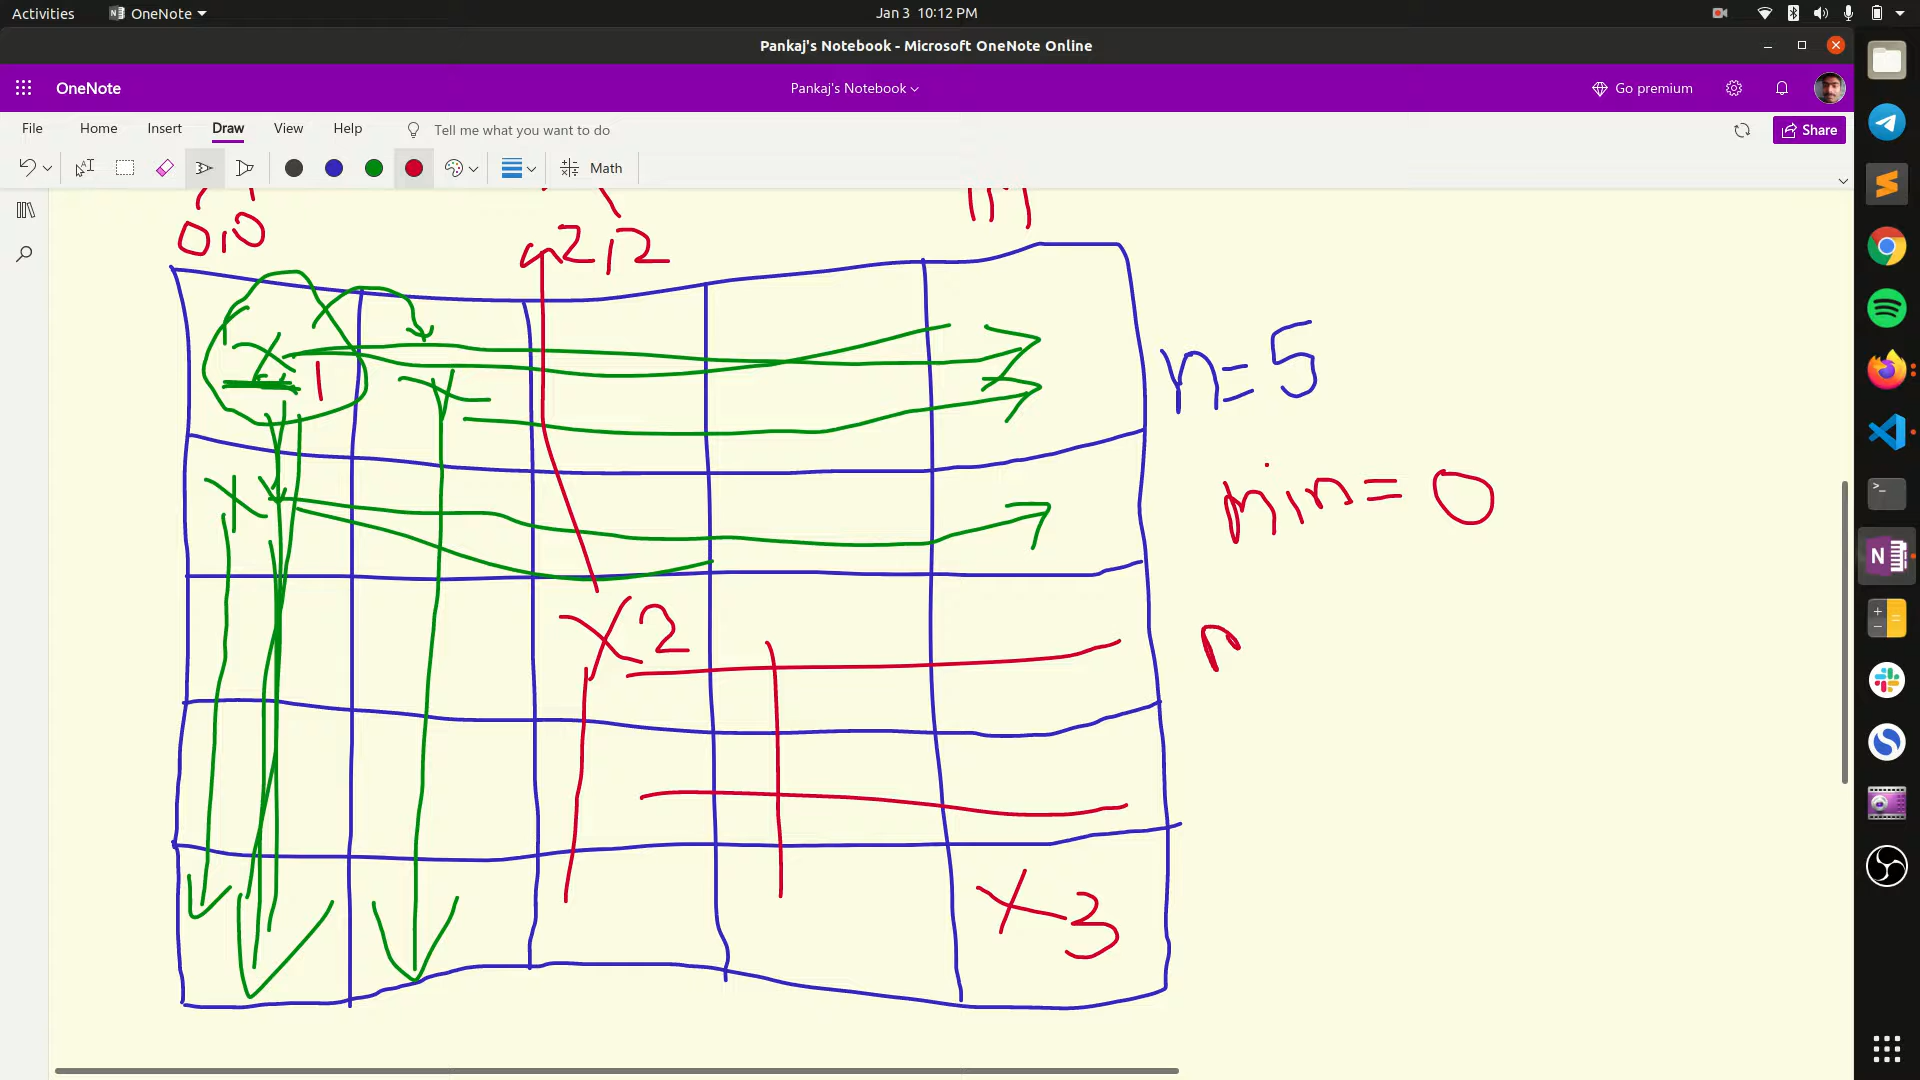 Activities OneNote Jan 3 10:12 PM
Pankaj's Notebook - Microsoft OneNote Online
OneNote Pankaj's Notebook Go premium
File Home Insert Draw View Help Tell me what you want to do Share
Math
0,0 2,2
1
n=5
min=0
X2
X3